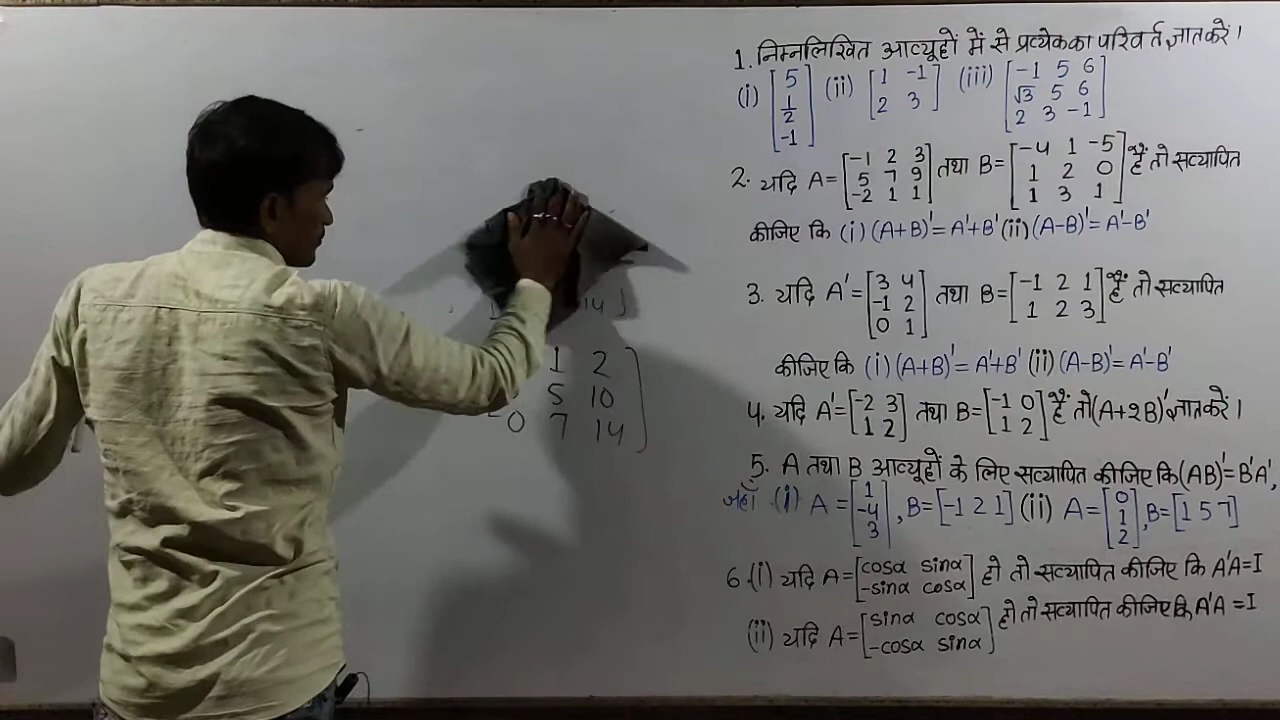 1. निम्नलिखित आव्यूहों में से प्रत्येक का परिवर्त ज्ञात करें।
(i) [5 1/2 -1] (ii) [1 -1 2 3] (iii) [-1 5 6 √3 5 6 2 3 -1]
2. यदि A=[-1 2 3 5 7 9 -2 1 1] तथा B=[-4 1 -5 1 2 0 1 3 1] हैं तो सत्यापित
कीजिए कि (i) (A+B)'=A'+B' (ii) (A-B)'=A'-B'
3. यदि A'=[3 4 -1 2 0 1] तथा B=[-1 2 1 1 2 3] हैं तो सत्यापित
कीजिए कि (i) (A+B)'=A'+B' (ii) (A-B)'=A'-B'
4. यदि A'=[-2 3 1 2] तथा B=[-1 0 1 2] हैं तो (A+2B)' ज्ञात करें।
5. A तथा B आव्यूहों के लिए सत्यापित कीजिए कि (AB)'=B'A',
जहाँ (i) A=[1 -4 3], B=[-1 2 1] (ii) A=[0 1 2], B=[1 5 7]
6.(i) यदि A=[cosα sinα -sinα cosα] हो तो सत्यापित कीजिए कि A'A=I
(ii) यदि A=[sinα cosα -cosα sinα] हो तो सत्यापित कीजिए कि A'A=I
14]
1 2
5 10
0 7 14